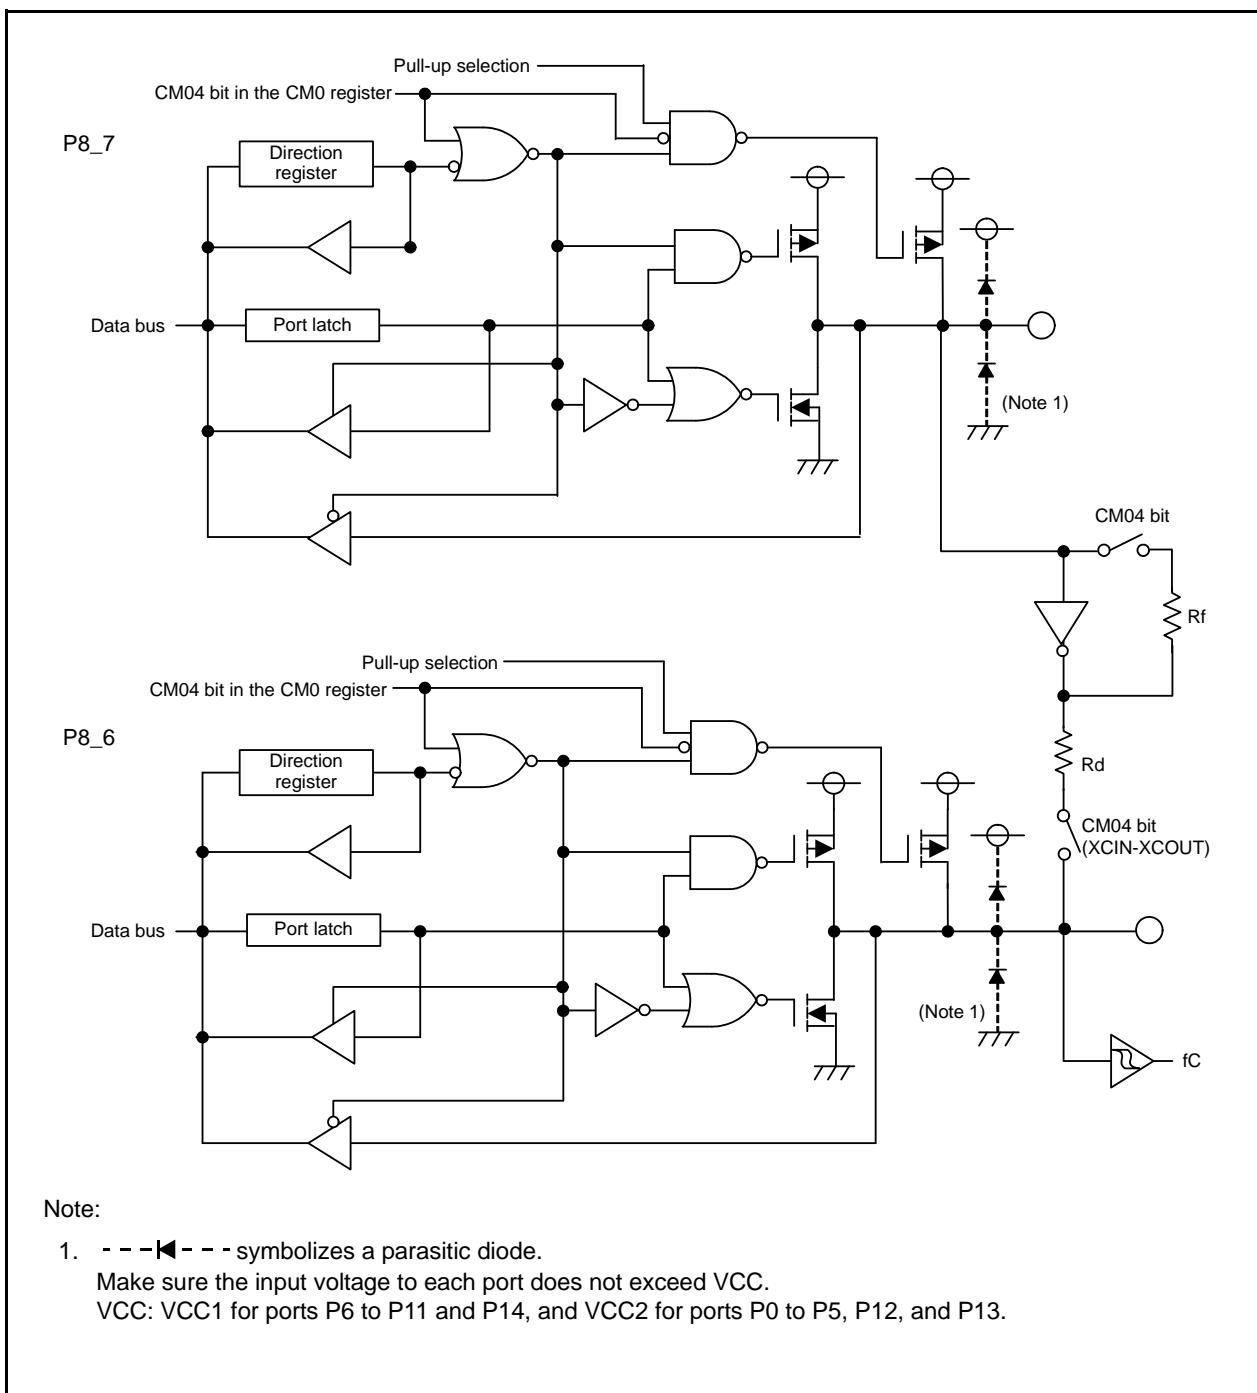 Pull-up selection
CM04 bit in the CM0 register
P8_7
Direction
register
Data bus
Port latch
(Note 1)
CM04 bit
Rf
Pull-up selection
CM04 bit in the CM0 register
P8_6
Direction
register
Rd
CM04 bit
(XCIN-XCOUT)
Data bus
Port latch
(Note 1)
fC
Note:
1. symbolizes a parasitic diode.
Make sure the input voltage to each port does not exceed VCC.
VCC: VCC1 for ports P6 to P11 and P14, and VCC2 for ports P0 to P5, P12, and P13.